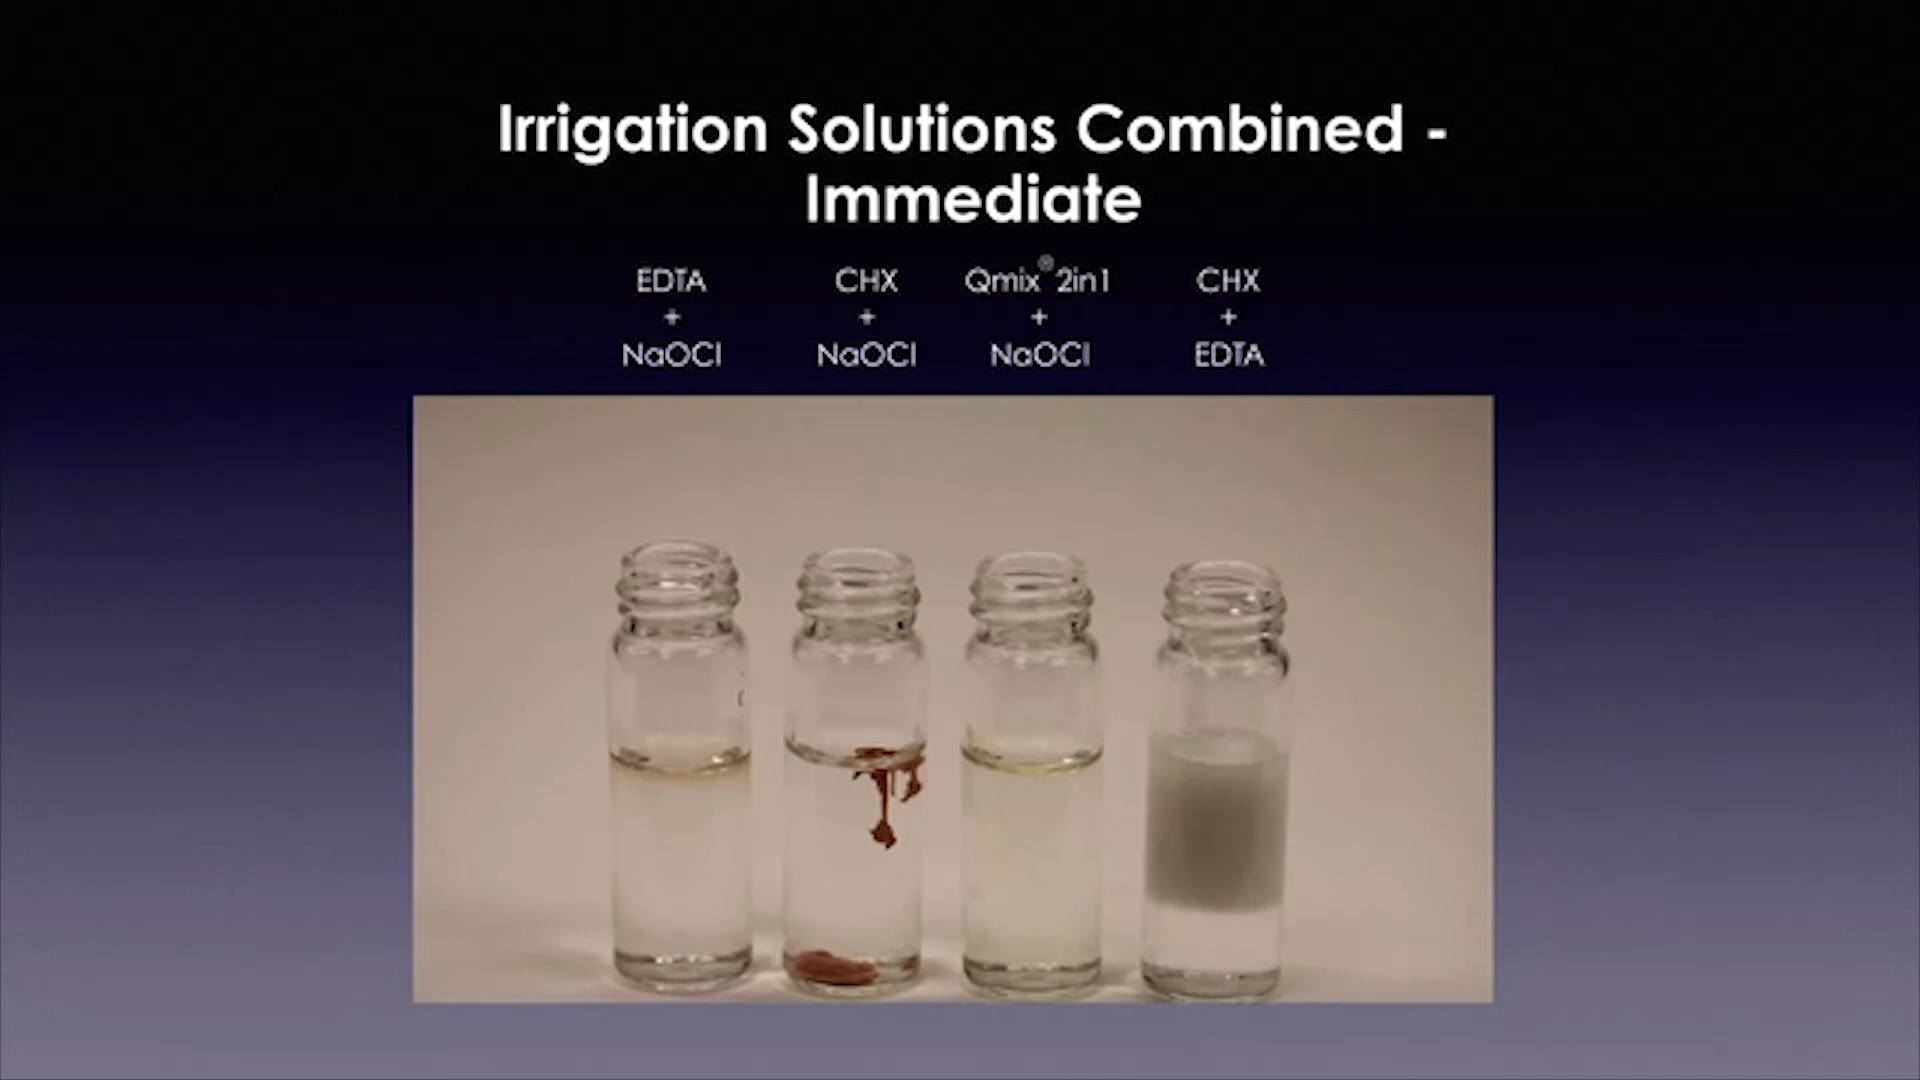 Irrigation Solutions Combined -
Immediate
EDTA
+
NaOCl
CHX
+
NaOCl
Qmix® 2in1
+
NaOCl
CHX
+
EDTA